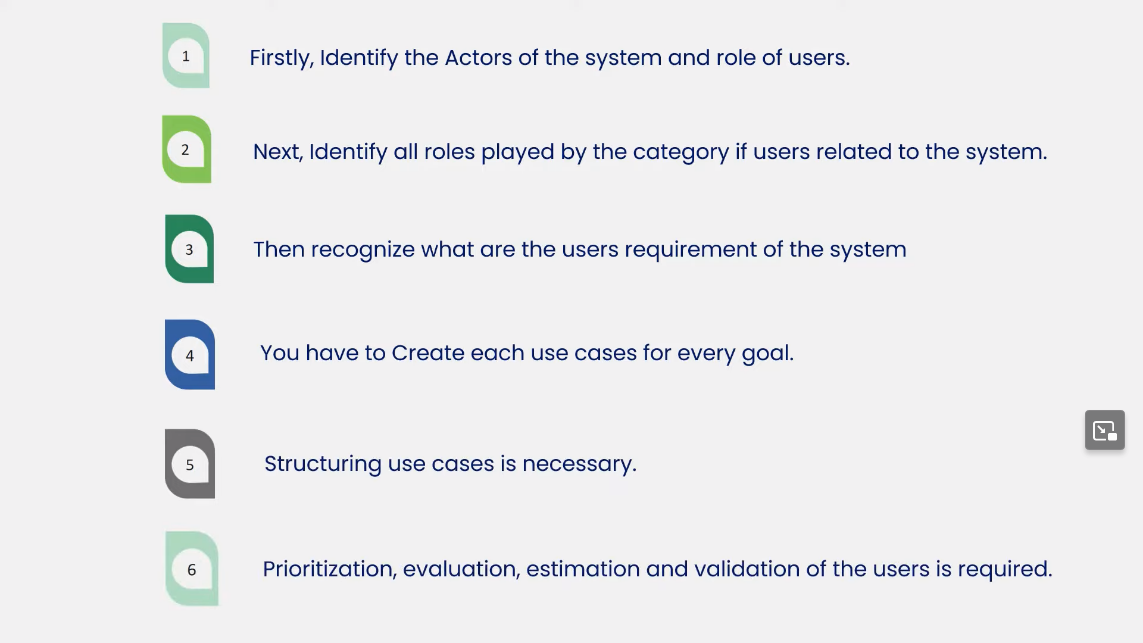 1 Firstly, Identify the Actors of the system and role of users.
2 Next, Identify all roles played by the category if users related to the system.
3 Then recognize what are the users requirement of the system
4 You have to Create each use cases for every goal.
5 Structuring use cases is necessary.
6 Prioritization, evaluation, estimation and validation of the users is required.